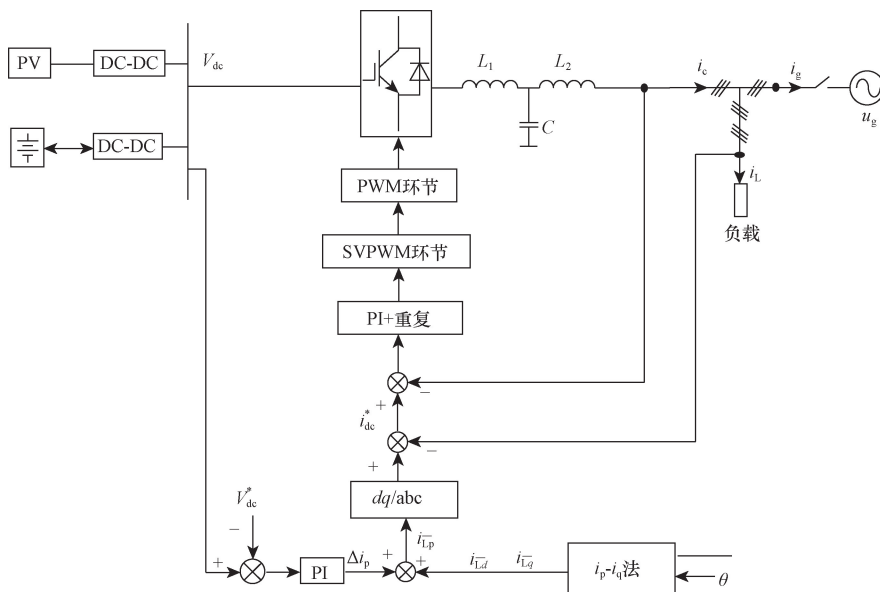 PV
DC-DC
V_dc
L₁
L₂
i_c
i_g
u_g
C
DC-DC
i_L
负载
PWM环节
SVPWM环节
PI+重复
−
+
i*_dc
−
+
dq/abc
V*_dc
−
+
PI
Δi_p
+
i_Lp̄
+
i_Ld̄
i_Lq̄
i_p-i_q法
θ